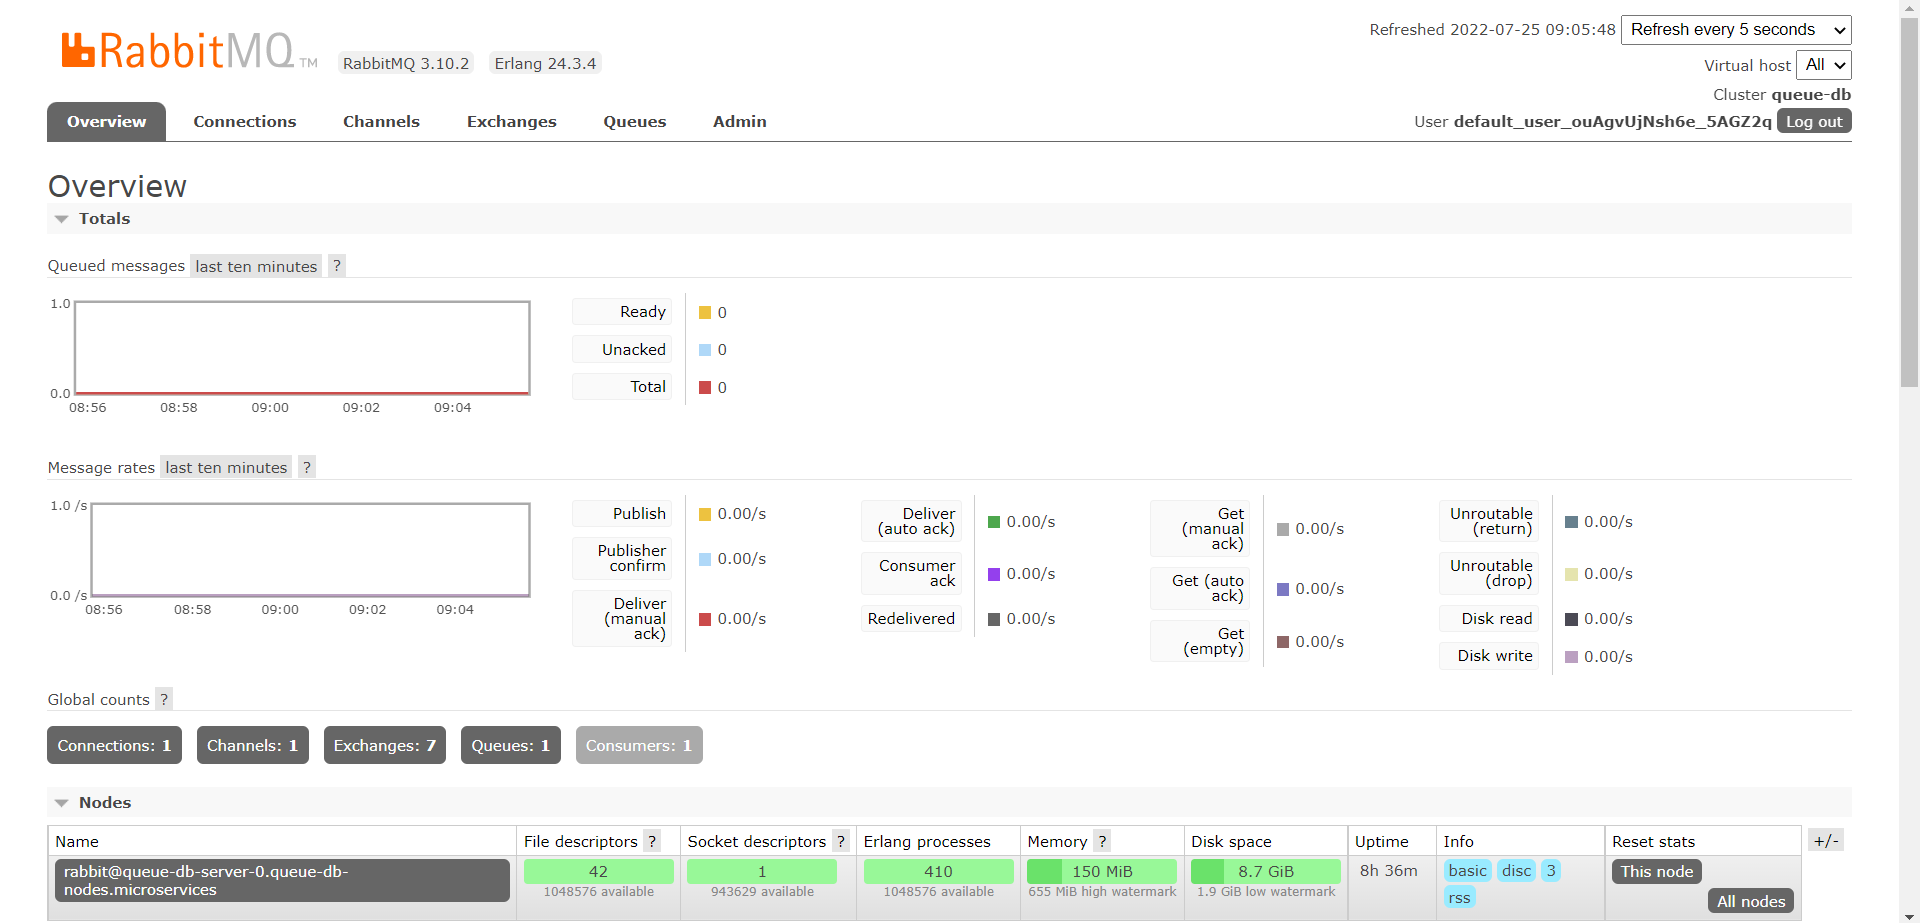 RabbitMQ TM
RabbitMQ 3.10.2
Erlang 24.3.4
Refreshed 2022-07-25 09:05:48
Refresh every 5 seconds
Virtual host All
Cluster queue-db
User default_user_ouAgvUjNsh6e_5AGZ2q Log out
Overview Connections Channels Exchanges Queues Admin
Overview
Totals
Queued messages last ten minutes ?
1.0
0.0
08:56 08:58 09:00 09:02 09:04
Ready 0
Unacked 0
Total 0
Message rates last ten minutes ?
1.0 /s
0.0 /s
08:56 08:58 09:00 09:02 09:04
Publish 0.00/s
Publisher
confirm 0.00/s
Deliver
(manual
ack) 0.00/s
Deliver
(auto ack) 0.00/s
Consumer
ack 0.00/s
Redelivered 0.00/s
Get
(manual
ack) 0.00/s
Get (auto
ack) 0.00/s
Get
(empty) 0.00/s
Unroutable
(return) 0.00/s
Unroutable
(drop) 0.00/s
Disk read 0.00/s
Disk write 0.00/s
Global counts ?
Connections: 1 Channels: 1 Exchanges: 7 Queues: 1 Consumers: 1
Nodes
Name File descriptors ? Socket descriptors ? Erlang processes Memory ? Disk space Uptime Info Reset stats +/-
rabbit@queue-db-server-0.queue-db-
nodes.microservices
42
1048576 available
1
943629 available
410
1048576 available
150 MiB
655 MiB high watermark
8.7 GiB
1.9 GiB low watermark
8h 36m
basic disc 3
rss
This node
All nodes